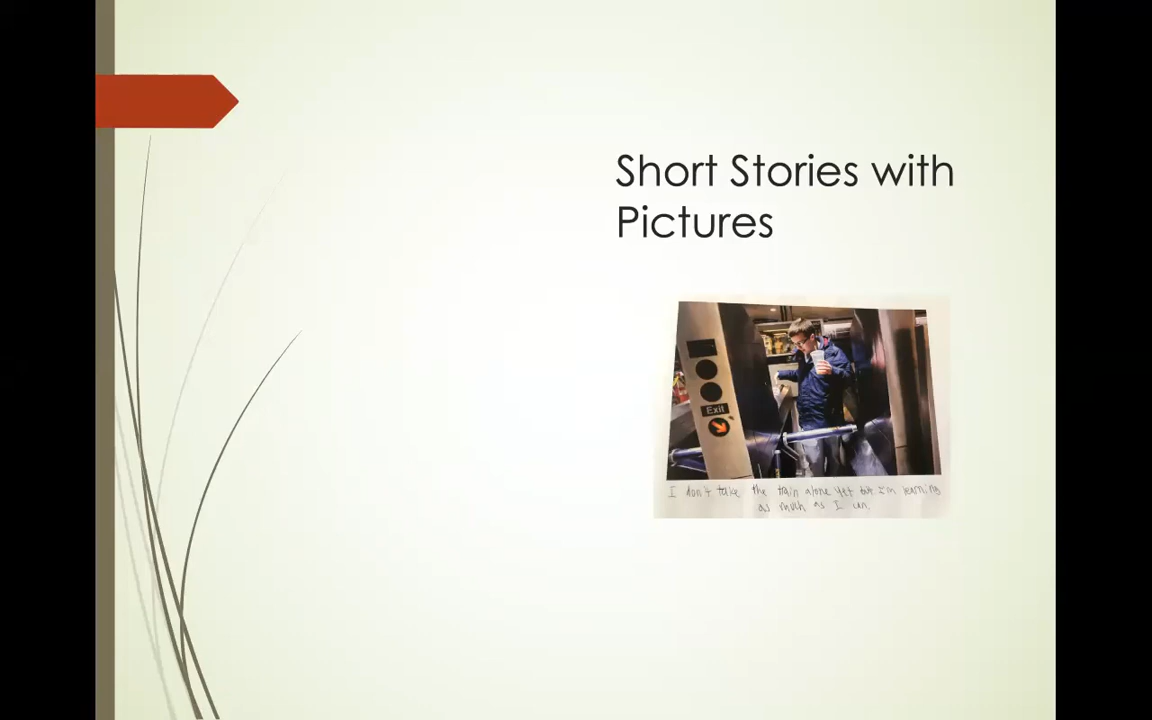 Short Stories with
Pictures
Exit
I don't take the train alone yet but I'm learning
as much as I can.